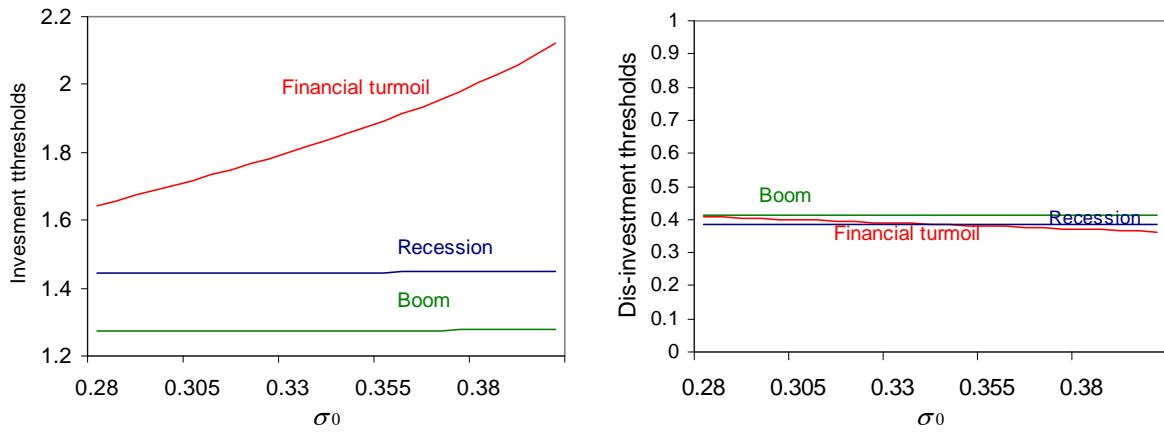 Invesment tthresholds
2.2
2
1.8
1.6
1.4
1.2
Financial turmoil
Recession
Boom
0.28 0.305 0.33 0.355 0.38
σ0
Dis-investment thresholds
1
0.9
0.8
0.7
0.6
0.5
0.4
0.3
0.2
0.1
0
Boom
Recession
Financial turmoil
0.28 0.305 0.33 0.355 0.38
σ0